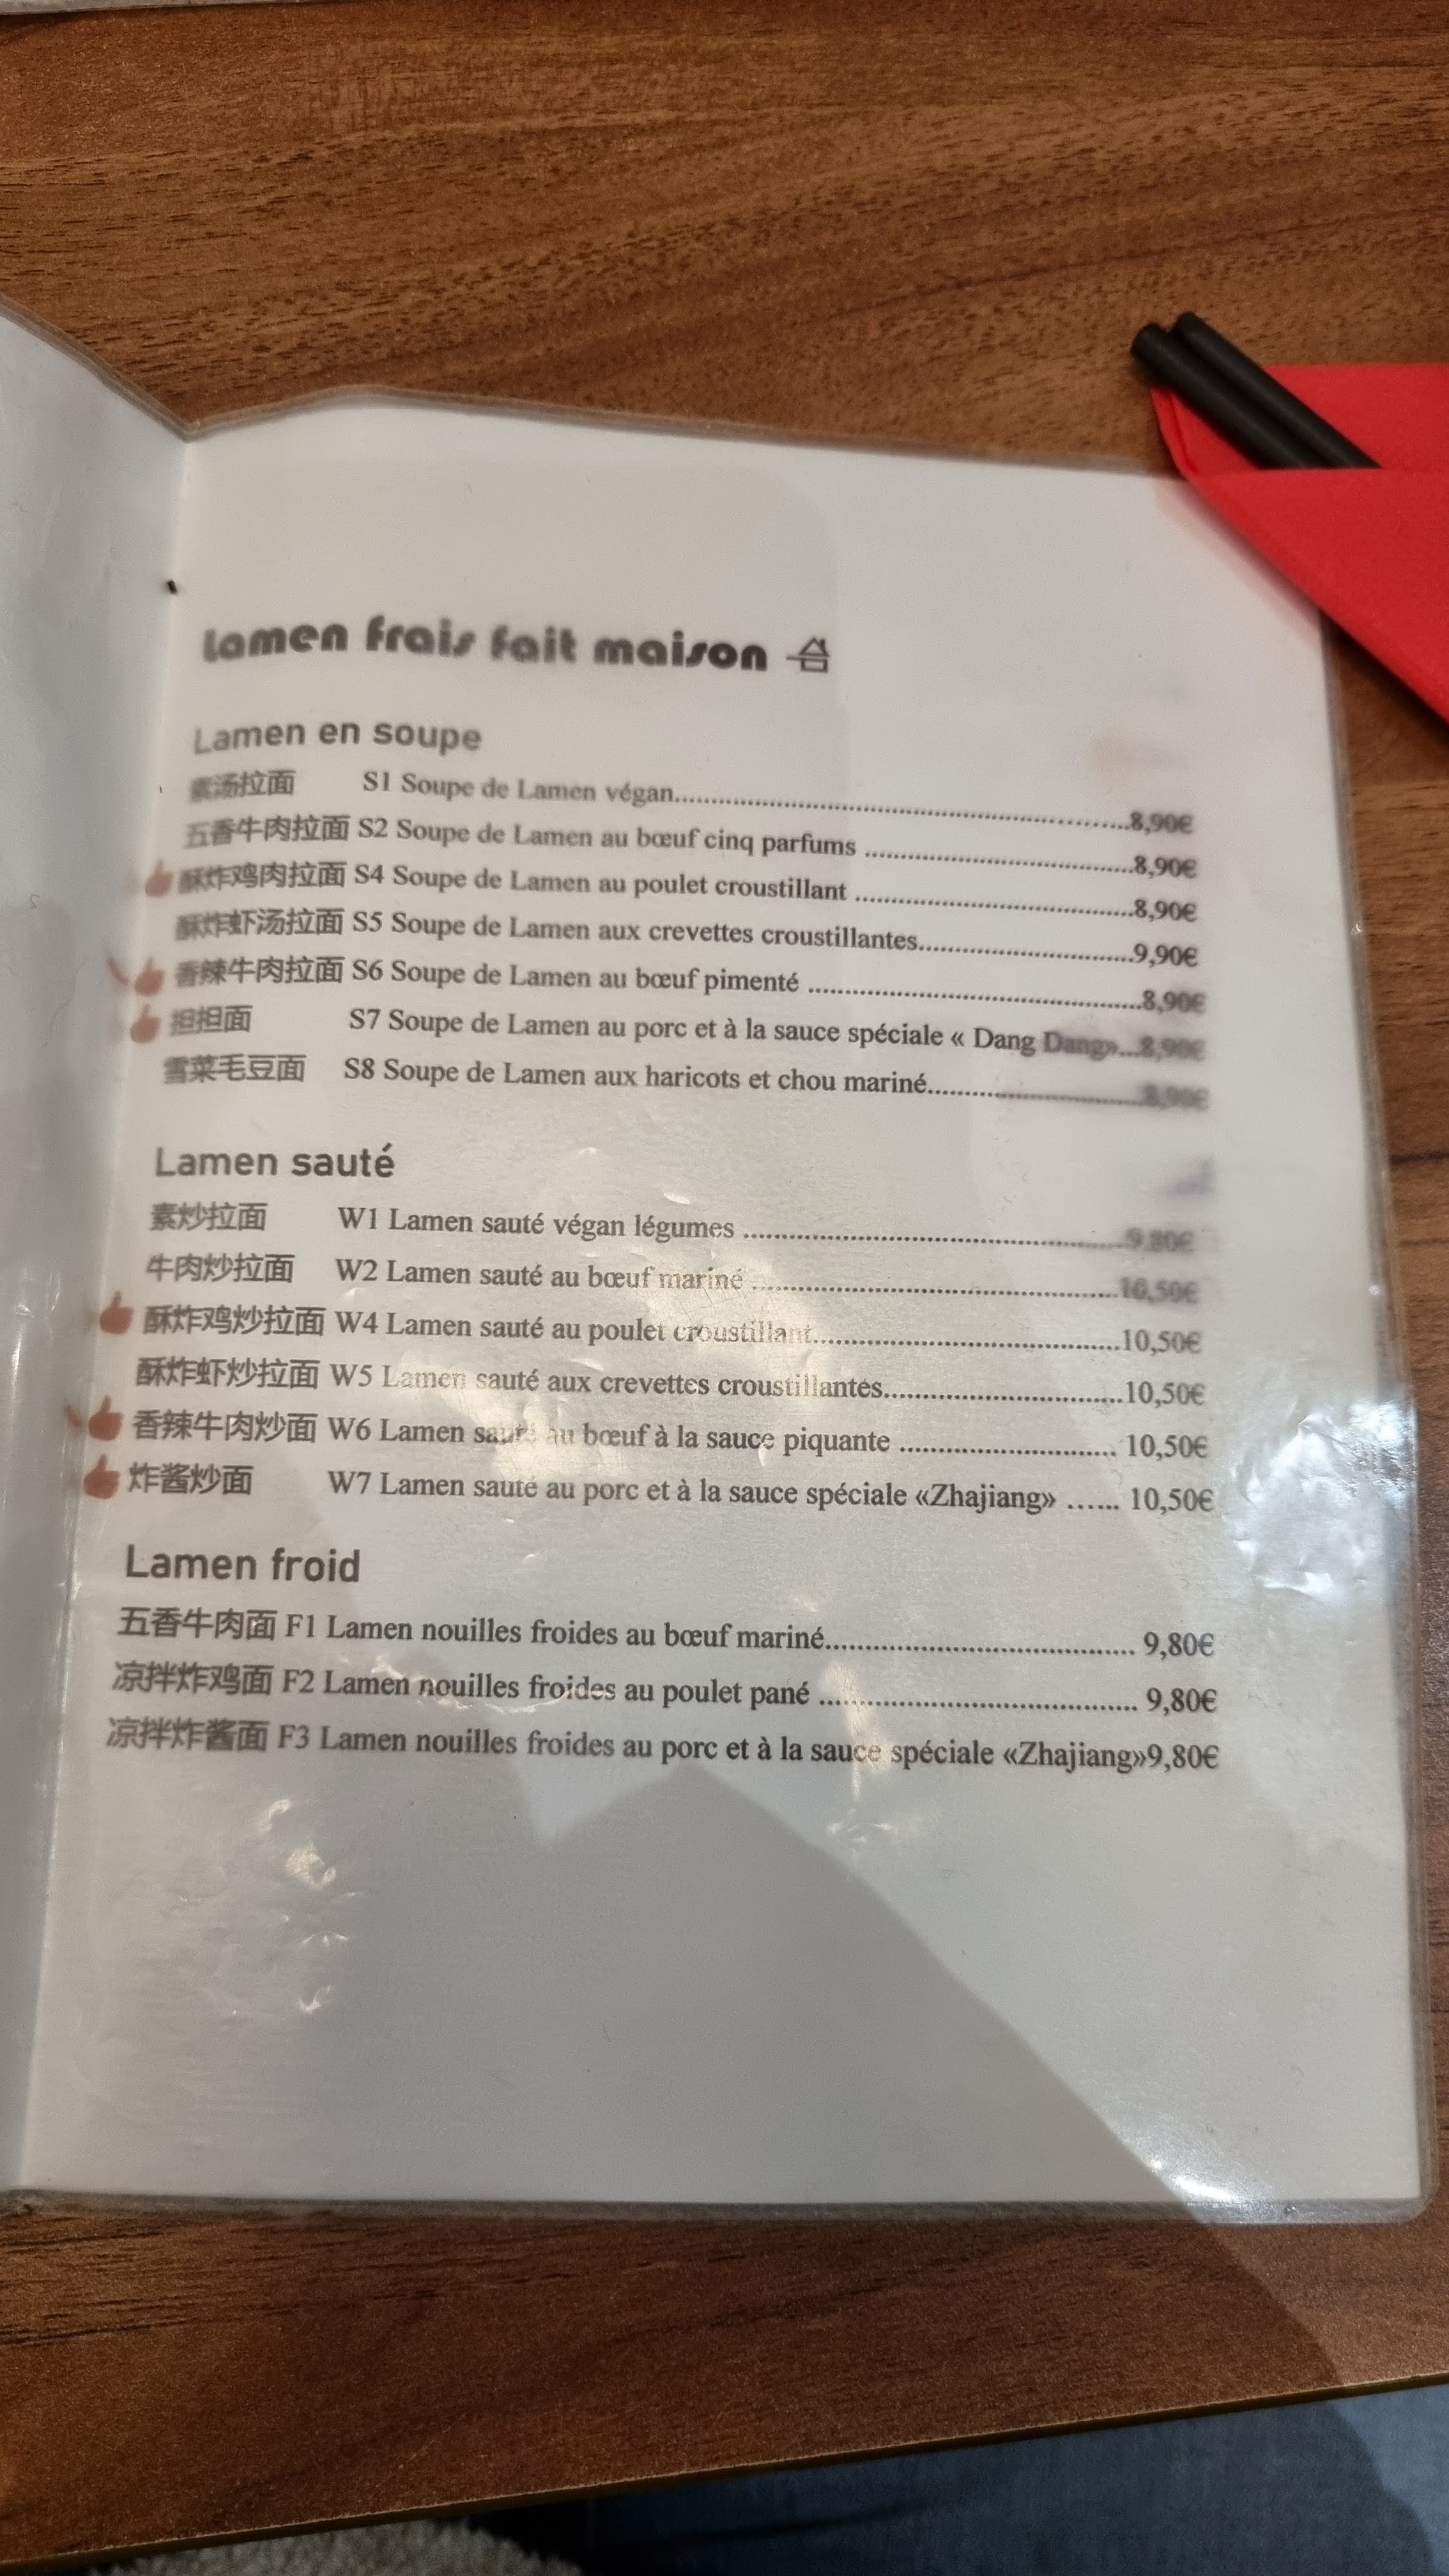 Lamen frais fait maison
Lamen en soupe
素汤拉面 S1 Soupe de Lamen végan..........8,90€
五香牛肉拉面 S2 Soupe de Lamen au bœuf cinq parfums ..........8,90€
酥炸鸡肉拉面 S4 Soupe de Lamen au poulet croustillant ..........8,90€
酥炸虾汤拉面 S5 Soupe de Lamen aux crevettes croustillantes..........9,90€
香辣牛肉拉面 S6 Soupe de Lamen au bœuf pimenté ..........8,90€
担担面 S7 Soupe de Lamen au porc et à la sauce spéciale « Dang Dang»...8,90€
雪菜毛豆面 S8 Soupe de Lamen aux haricots et chou mariné..........8,90€
Lamen sauté
素炒拉面 W1 Lamen sauté végan légumes ..........9,80€
牛肉炒拉面 W2 Lamen sauté au bœuf mariné ..........10,50€
酥炸鸡炒拉面 W4 Lamen sauté au poulet croustillant..........10,50€
酥炸虾炒拉面 W5 Lamen sauté aux crevettes croustillantes..........10,50€
香辣牛肉炒面 W6 Lamen sauté au bœuf à la sauce piquante .......... 10,50€
炸酱炒面 W7 Lamen sauté au porc et à la sauce spéciale «Zhajiang» ...... 10,50€
Lamen froid
五香牛肉面 F1 Lamen nouilles froides au bœuf mariné.......... 9,80€
凉拌炸鸡面 F2 Lamen nouilles froides au poulet pané .......... 9,80€
凉拌炸酱面 F3 Lamen nouilles froides au porc et à la sauce spéciale «Zhajiang»9,80€